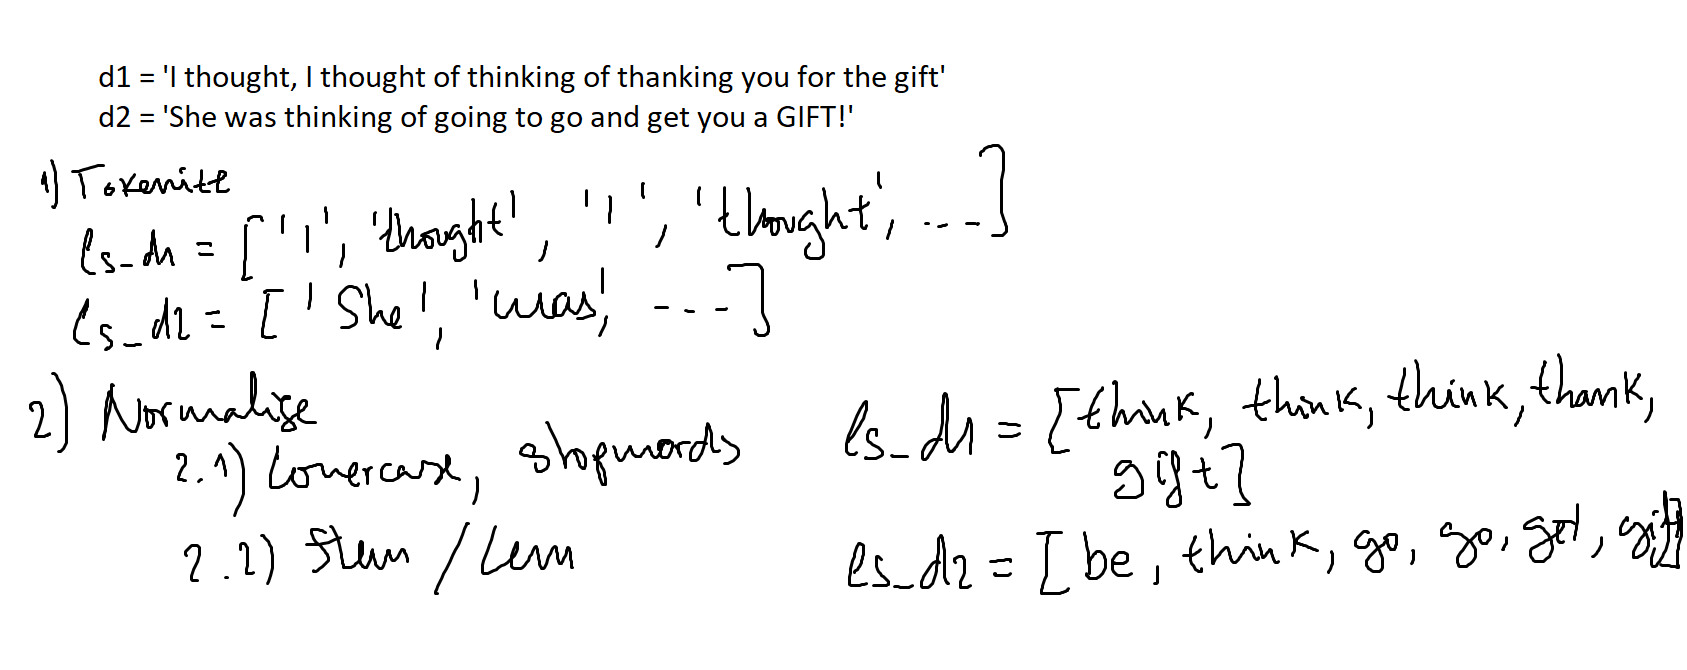 d1 = 'I thought, I thought of thinking of thanking you for the gift'
d2 = 'She was thinking of going to go and get you a GIFT!'
1) Tokenize
ls_d1 = ['I', 'thought', 'I', 'thought', ...]
ls_d2 = ['She', 'was', ...]
2) Normalise
2.1) Lowercase, stopwords
2.2) Stem / Lem
ls_d1 = [think, think, think, thank,
gift]
ls_d2 = [be, think, go, go, get, gift]